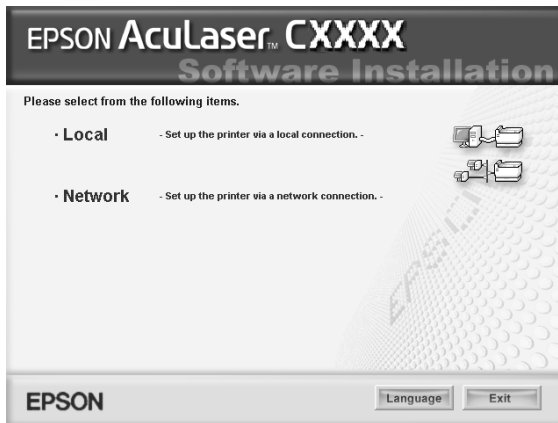 EPSON AcuLaser™ CXXXX
Software Installation
Please select from the following items.
· Local - Set up the printer via a local connection. -
· Network - Set up the printer via a network connection. -
EPSON
EPSON
Language Exit